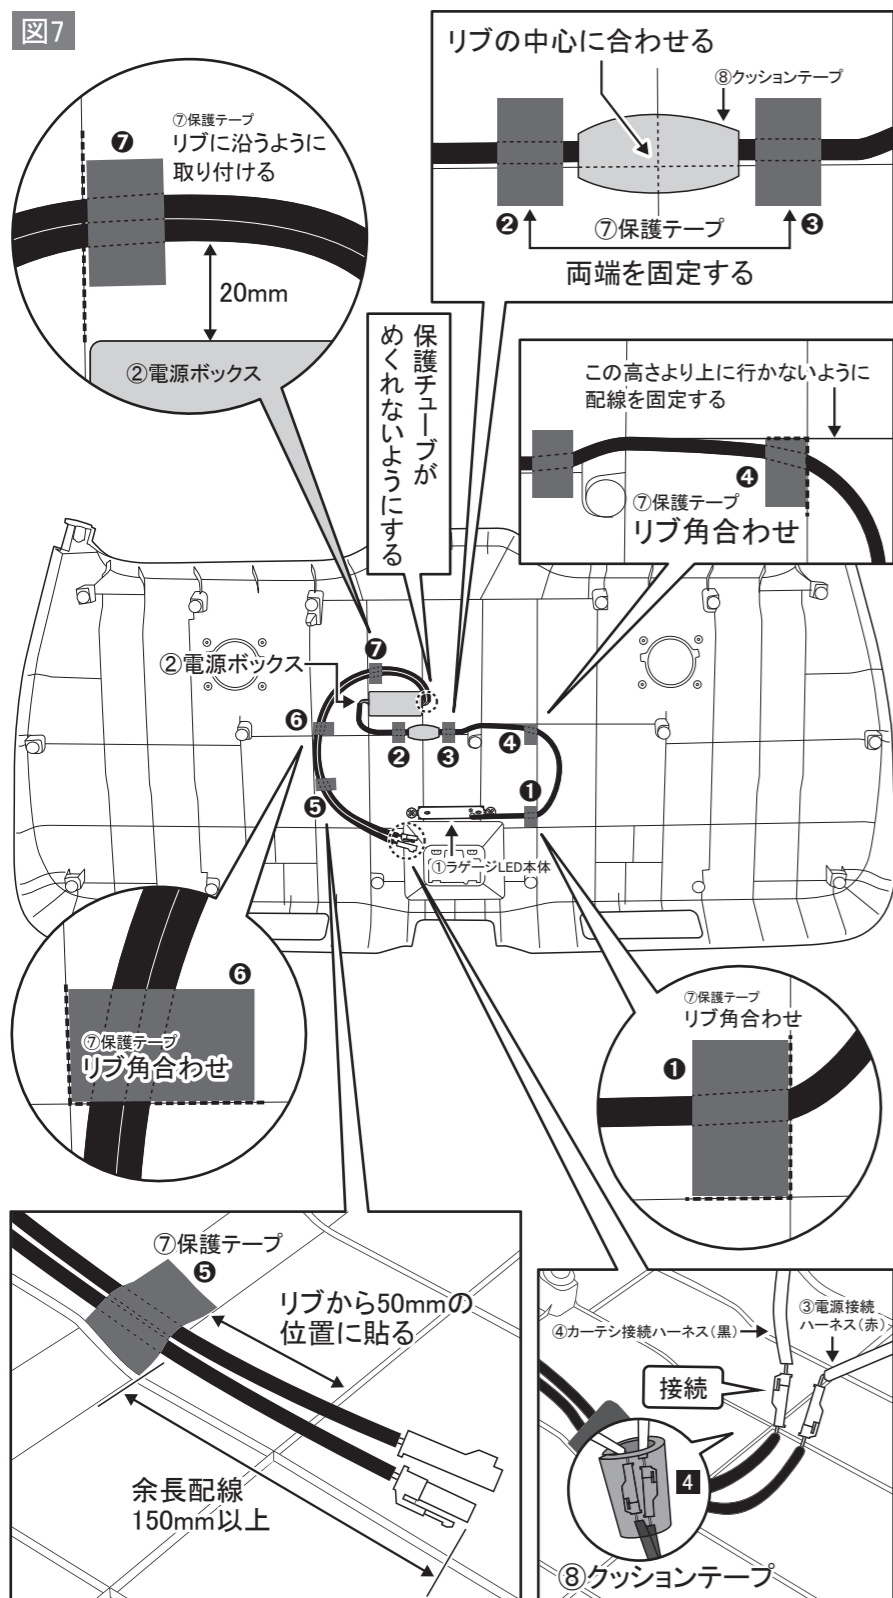 図7
⑦保護テープ
リブに沿うように
取り付ける
❼
20mm
②電源ボックス
リブの中心に合わせる
⑧クッションテープ
❷
⑦保護テープ
❸
両端を固定する
保護チューブが
めくれないようにする
この高さより上に行かないように
配線を固定する
❹
⑦保護テープ
リブ角合わせ
❼
②電源ボックス
❻
❷
❸
❹
❺
❶
①ラゲージLED本体
❻
⑦保護テープ
リブ角合わせ
⑦保護テープ
リブ角合わせ
❶
⑦保護テープ
❺
リブから50mmの
位置に貼る
余長配線
150mm以上
③電源接続
ハーネス(赤)
④カーテシ接続ハーネス(黒)
接続
4
⑧クッションテープ